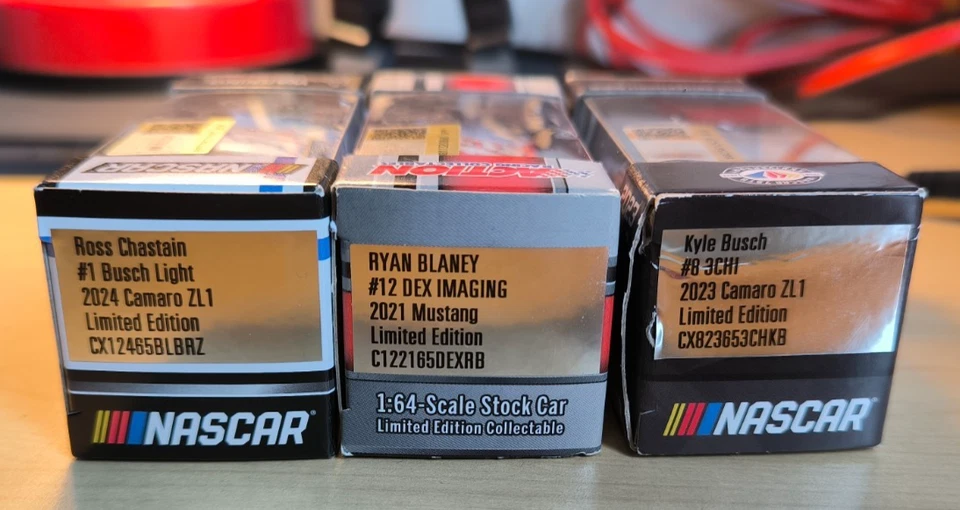 NASCAR
Ross Chastain
#1 Busch Light
2024 Camaro ZL1
Limited Edition
CX12465BLBRZ
NASCAR
ACTION
RYAN BLANEY
#12 DEX IMAGING
2021 Mustang
Limited Edition
C122165DEXRB
1:64-Scale Stock Car
Limited Edition Collectable
Kyle Busch
#8 3CHI
2023 Camaro ZL1
Limited Edition
CX823653CHKB
NASCAR